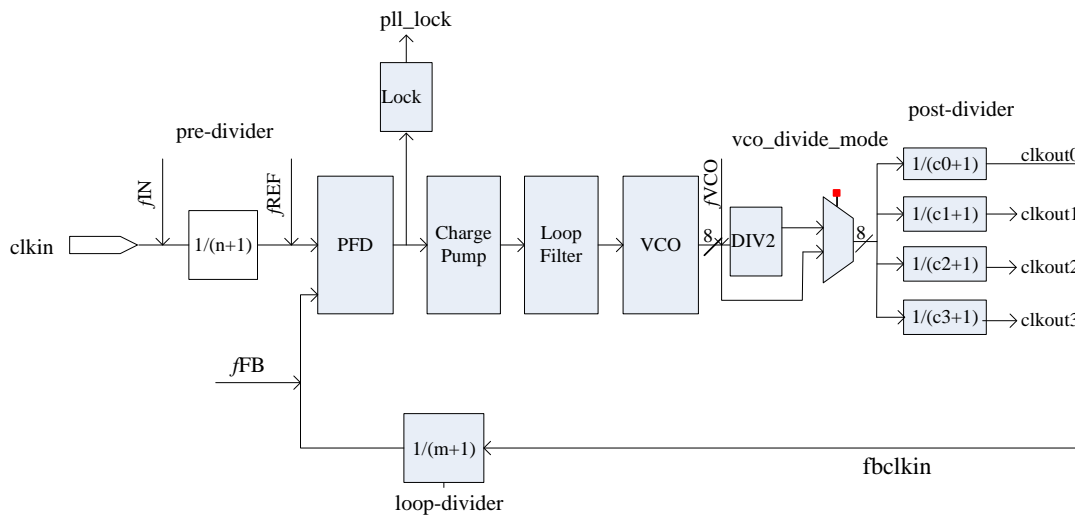 pll_lock
Lock
pre-divider
post-divider
vco_divide_mode
fIN
fREF
fVCO
clkin
1/(n+1)
PFD
Charge
Pump
Loop
Filter
VCO
8
DIV2
8
1/(c0+1)
clkout0
1/(c1+1)
clkout1
1/(c2+1)
clkout2
1/(c3+1)
clkout3
fFB
1/(m+1)
fbclkin
loop-divider